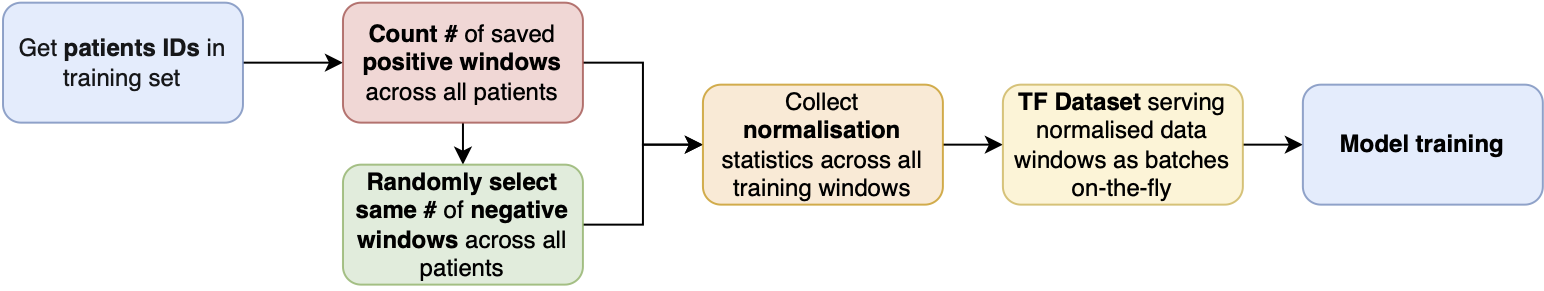 Get patients IDs in
training set
Count # of saved
positive windows
across all patients
Randomly select
same # of negative
windows across all
patients
Collect
normalisation
statistics across all
training windows
TF Dataset serving
normalised data
windows as batches
on-the-fly
Model training